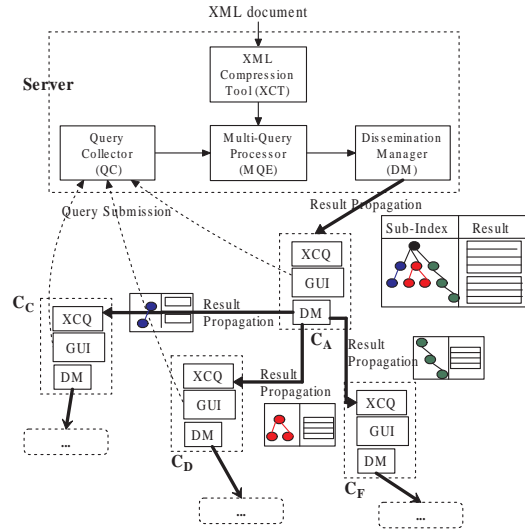 XML document
Server
XML
Compression
Tool (XCT)
Query
Collector
(QC)
Multi-Query
Processor
(MQE)
Dissemination
Manager
(DM)
Query Submission
Result Propagation
Sub-Index
Result
XCQ
GUI
DM
C_A
C_C
XCQ
GUI
DM
Result
Propagation
Result
Propagation
Result
Propagation
XCQ
GUI
DM
C_D
XCQ
GUI
DM
C_F
...
...
...